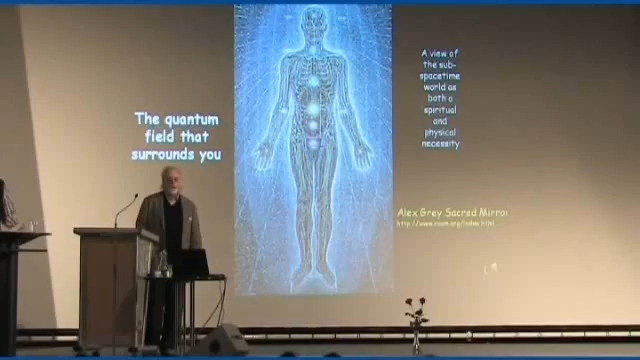 The quantum
field that
surrounds you
A view of
the sub-
spacetime
world as
both a
spiritual
and
physical
necessity
Alex Grey Sacred Mirror